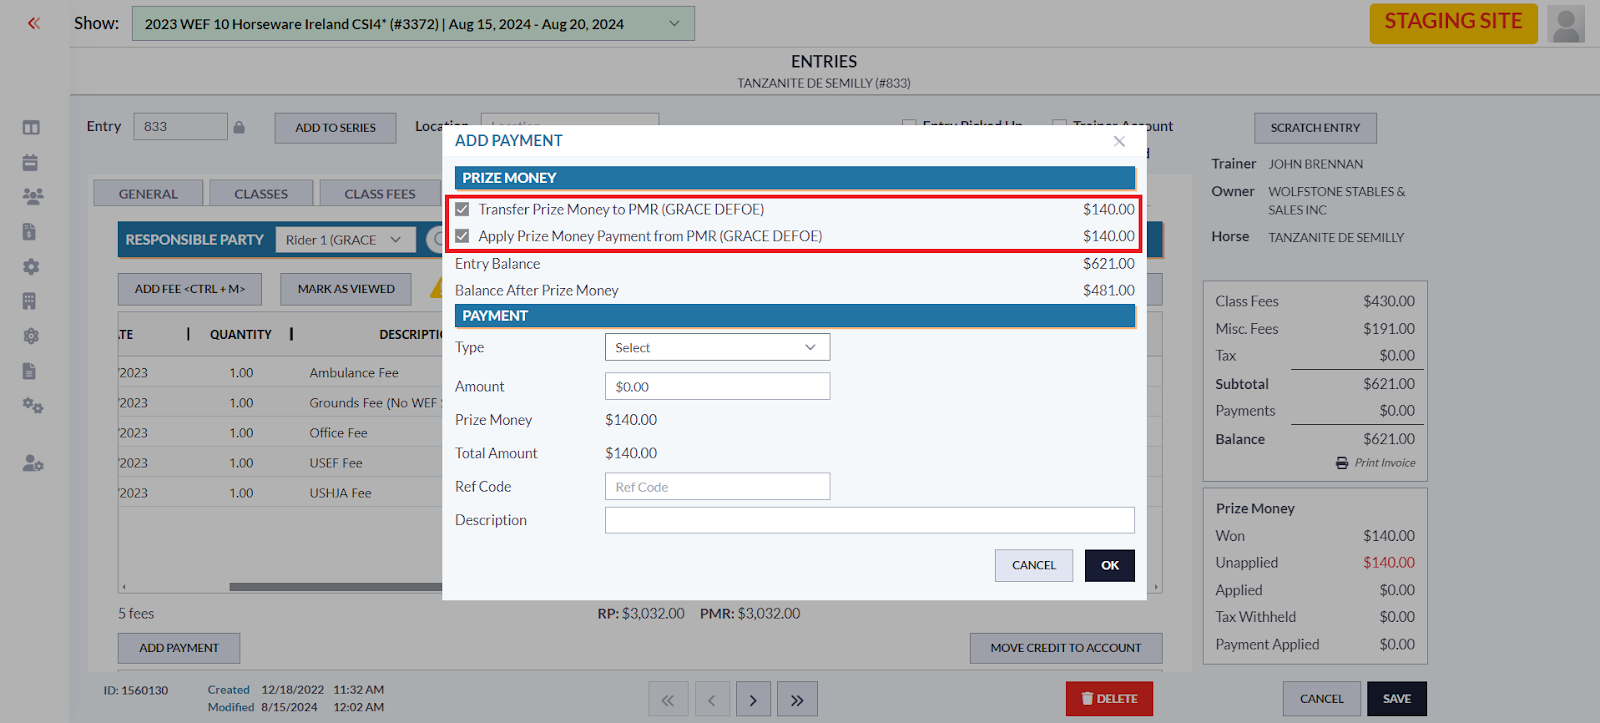 Show: 2023 WEF 10 Horseware Ireland CSI4* (#3372) | Aug 15, 2024 - Aug 20, 2024
STAGING SITE
ENTRIES
TANZANITE DE SEMILLY (#833)
Entry 833 ADD TO SERIES Location Location Entry Picked Up Trainer Account SCRATCH ENTRY
GENERAL CLASSES CLASS FEES
RESPONSIBLE PARTY Rider 1 (GRACE
ADD FEE <CTRL + M> MARK AS VIEWED
QUANTITY
2023 1.00 Ambulance Fee
2023 1.00 Grounds Fee (No WEF
2023 1.00 Office Fee
2023 1.00 USEF Fee
2023 1.00 USHJA Fee
5 fees RP: $3,032.00 PMR: $3,032.00
ADD PAYMENT MOVE CREDIT TO ACCOUNT
ADD PAYMENT
PRIZE MONEY
Transfer Prize Money to PMR (GRACE DEFOE) $140.00
Apply Prize Money Payment from PMR (GRACE DEFOE) $140.00
Entry Balance $621.00
Balance After Prize Money $481.00
PAYMENT
Type Select
Amount $0.00
Prize Money $140.00
Total Amount $140.00
Ref Code Ref Code
Description
CANCEL OK
Trainer JOHN BRENNAN
Owner WOLFSTONE STABLES &
SALES INC
Horse TANZANITE DE SEMILLY
Class Fees $430.00
Misc. Fees $191.00
Tax $0.00
Subtotal $621.00
Payments $0.00
Balance $621.00
Print Invoice
Prize Money
Won $140.00
Unapplied $140.00
Applied $0.00
Tax Withheld $0.00
Payment Applied $0.00
ID: 1560130 Created 12/18/2022 11:32 AM
Modified 8/15/2024 12:02 AM
DELETE CANCEL SAVE